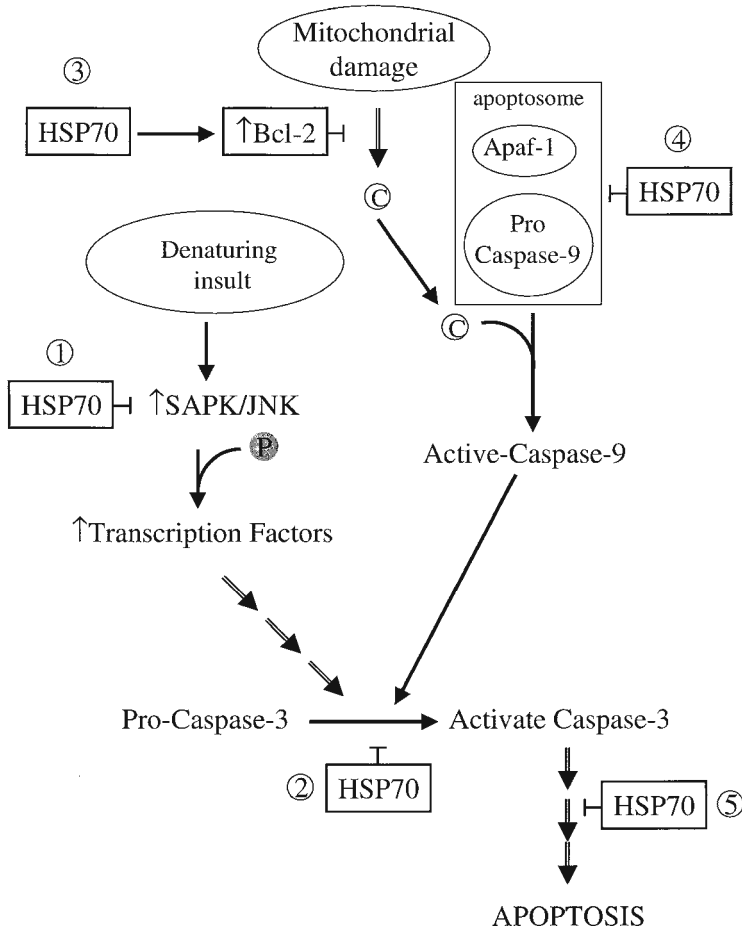 Mitochondrial
damage
③
HSP70
↑Bcl-2
apoptosome
Apaf-1
④
HSP70
C
Pro
Caspase-9
Denaturing
insult
C
①
HSP70
↑SAPK/JNK
P
Active-Caspase-9
↑Transcription Factors
Pro-Caspase-3
Activate Caspase-3
②
HSP70
HSP70
⑤
APOPTOSIS